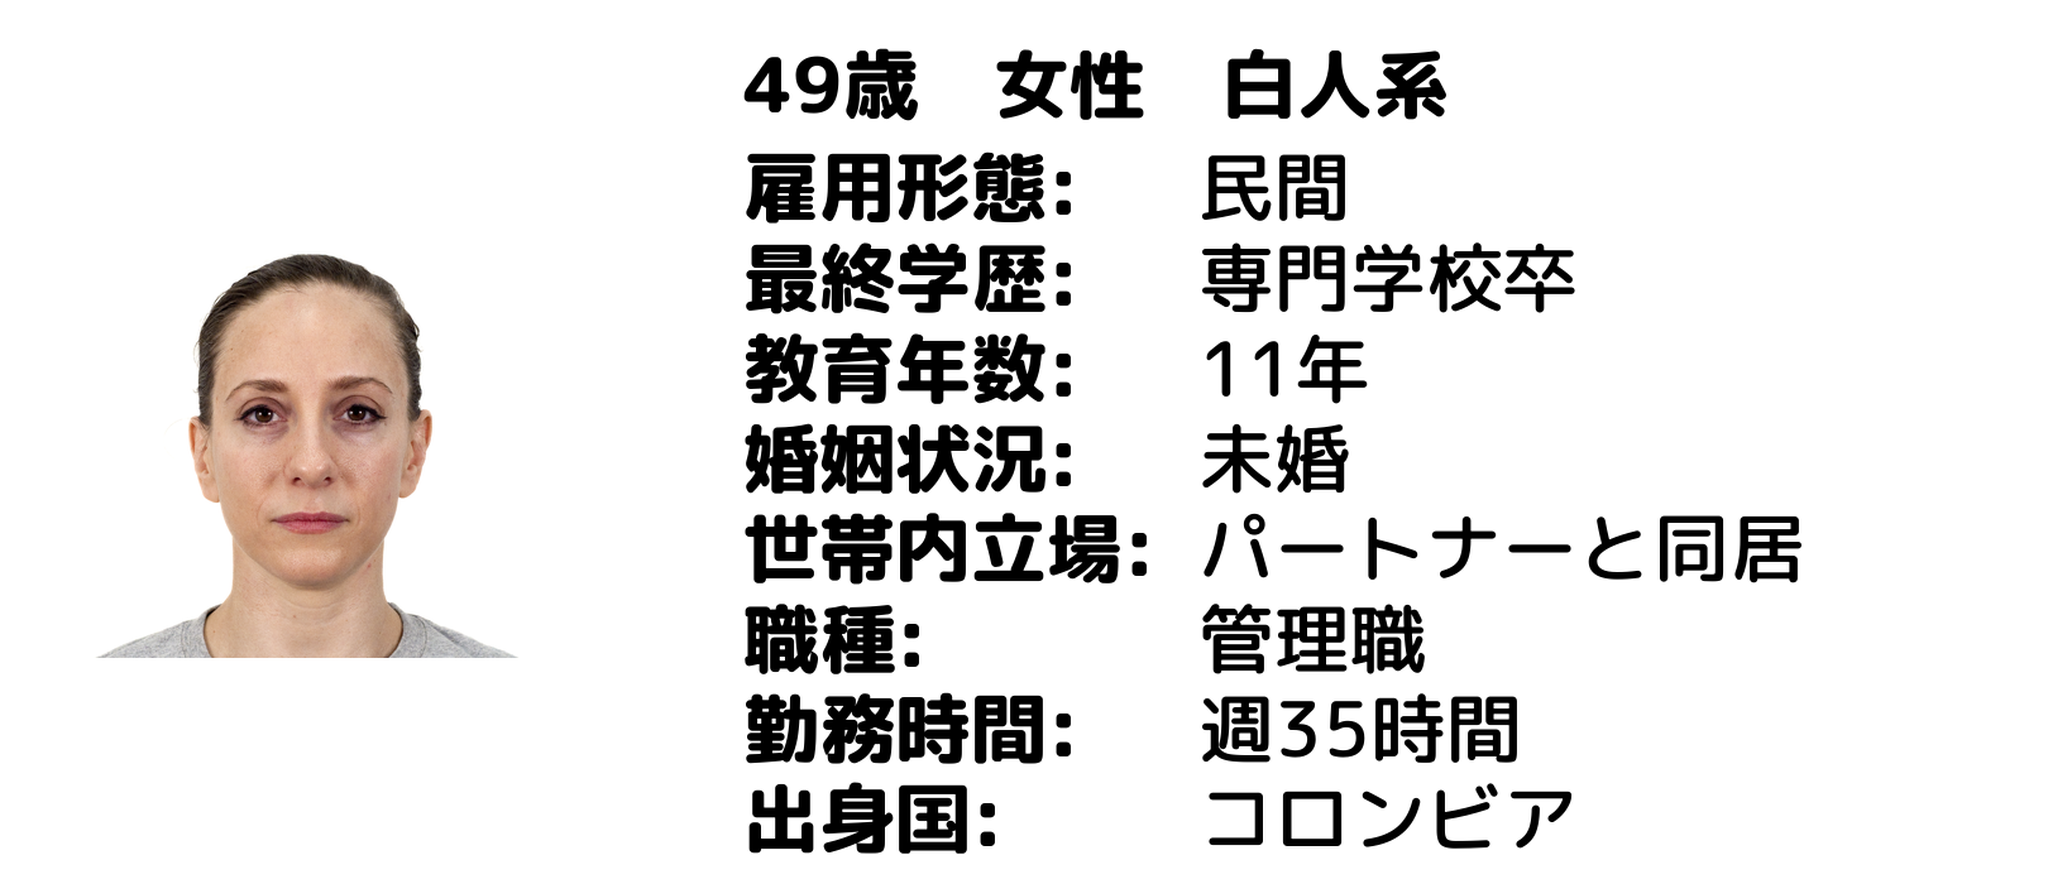 49歳　女性　白人系
雇用形態:　民間
最終学歴:　専門学校卒
教育年数:　11年
婚姻状況:　未婚
世帯内立場:　パートナーと同居
職種:　管理職
勤務時間:　週35時間
出身国:　コロンビア